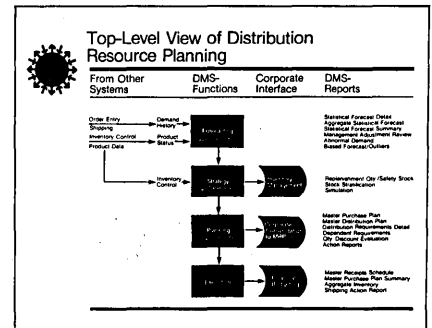 Top-Level View of Distribution
Resource Planning
From Other
Systems
DMS-
Functions
Corporate
Interface
DMS-
Reports
Order Entry
Shipping
Demand
History
Inventory Control
Product Status
Product Data
Forecasting
Statistical Forecast Detail
Aggregate Statistical Forecast
Statistical Forecast Summary
Management Adjustment Review
Abnormal Demand
Biased Forecast/Outliers
Inventory
Control
Strategy
Replenishment Qty/Safety Stock
Stock Stratification
Simulation
Planning
Master Purchase Plan
Master Distribution Plan
Distribution Requirements Detail
Dependent Requirements
Qty Discount Evaluation
Action Reports
Master Receipts Schedule
Master Purchase Plan Summary
Aggregate Inventory
Shipping Action Report